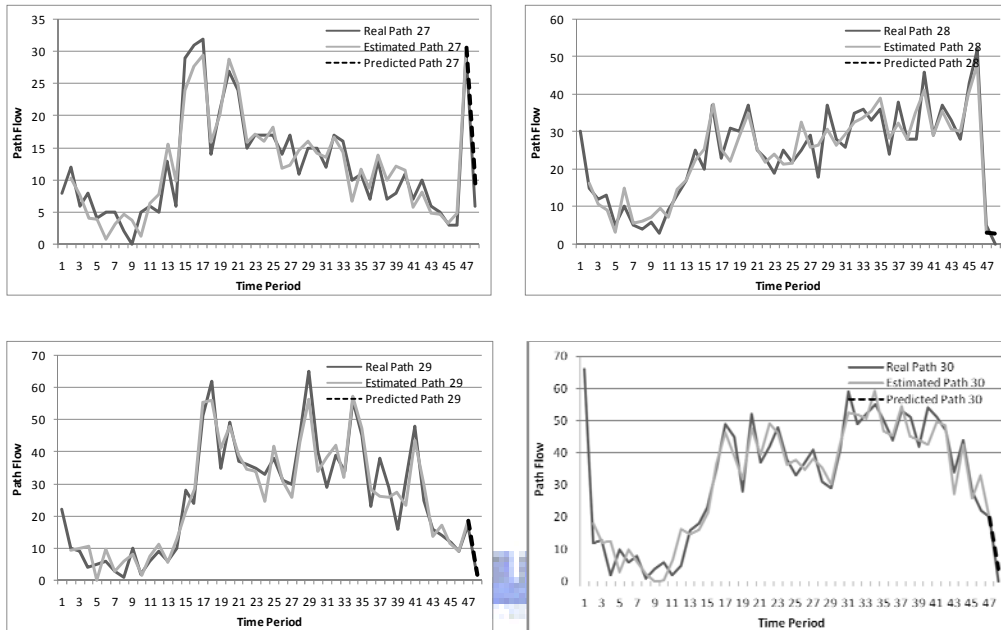 35
30
25
20
15
10
5
0
Path Flow
Real Path 27
Estimated Path 27
Predicted Path 27
1 3 5 7 9 11 13 15 17 19 21 23 25 27 29 31 33 35 37 39 41 43 45 47
Time Period
60
50
40
30
20
10
0
Path Flow
Real Path 28
Estimated Path 28
Predicted Path 28
1 3 5 7 9 11 13 15 17 19 21 23 25 27 29 31 33 35 37 39 41 43 45 47
Time Period
70
60
50
40
30
20
10
0
Path Flow
Real Path 29
Estimated Path 29
Predicted Path 29
1 3 5 7 9 11 13 15 17 19 21 23 25 27 29 31 33 35 37 39 41 43 45 47
Time Period
70
60
50
40
30
20
10
0
Path Flow
Real Path 30
Estimated Path 30
Predicted Path 30
1 3 5 7 9 11 13 15 17 19 21 23 25 27 29 31 33 35 37 39 41 43 45 47
Time Period